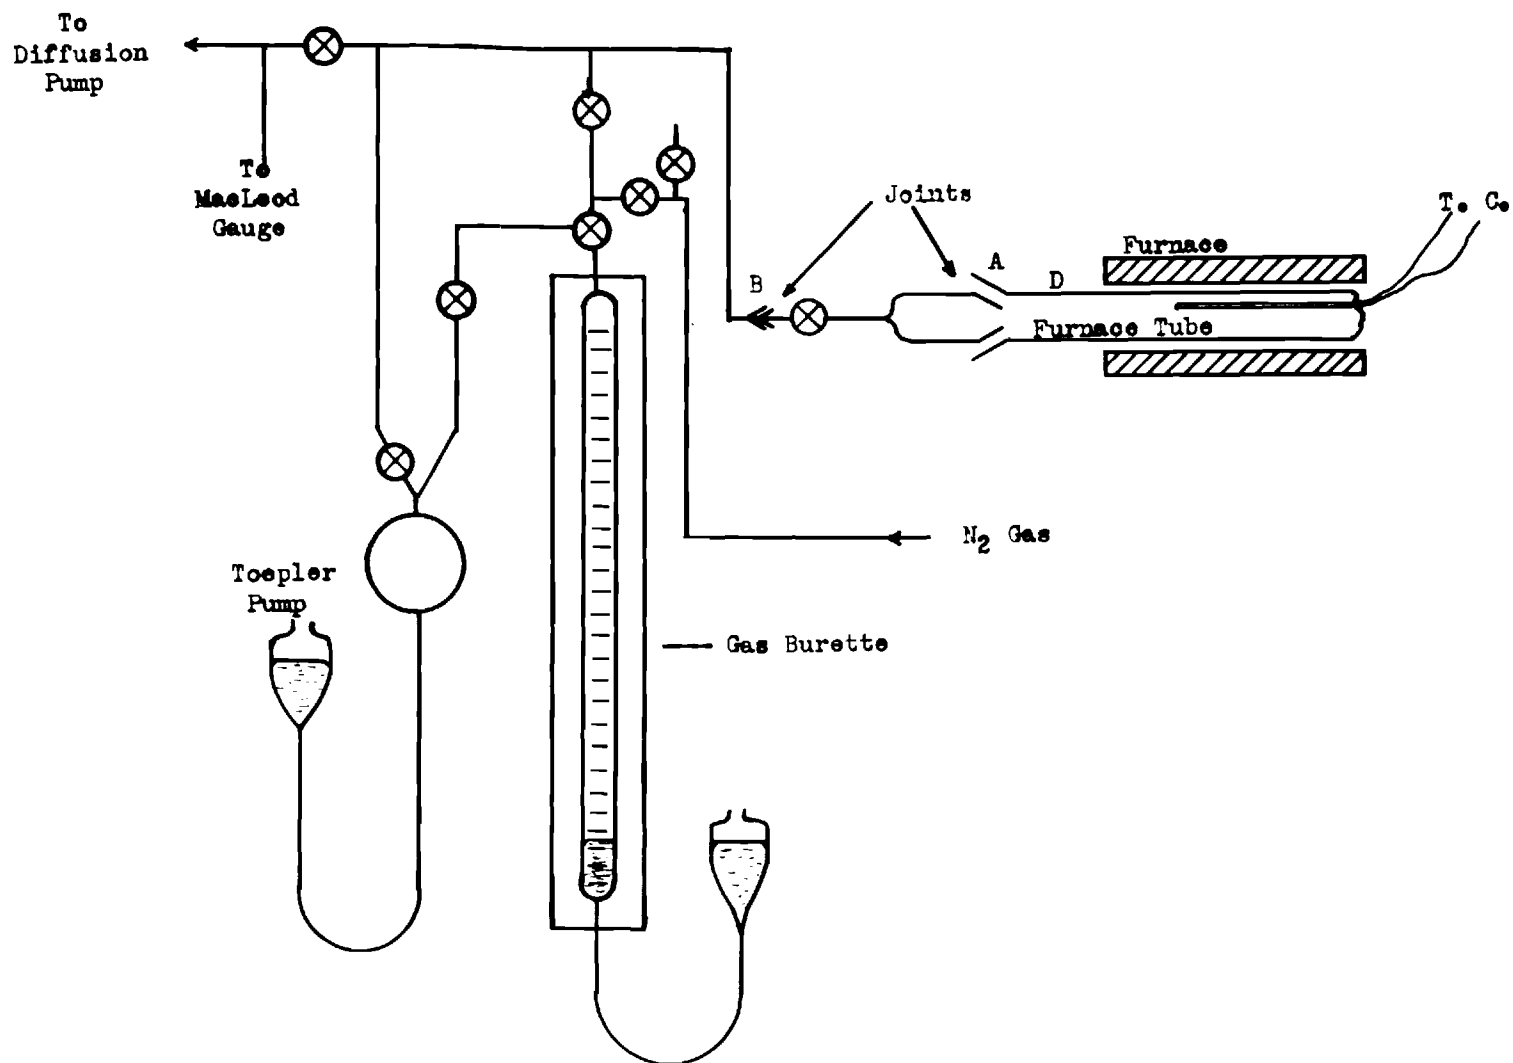 To
Diffusion
Pump
To
MacLeod
Gauge
Joints
T. C.
Furnace
A
D
B
Furnace Tube
N2 Gas
Toepler
Pump
Gas Burette